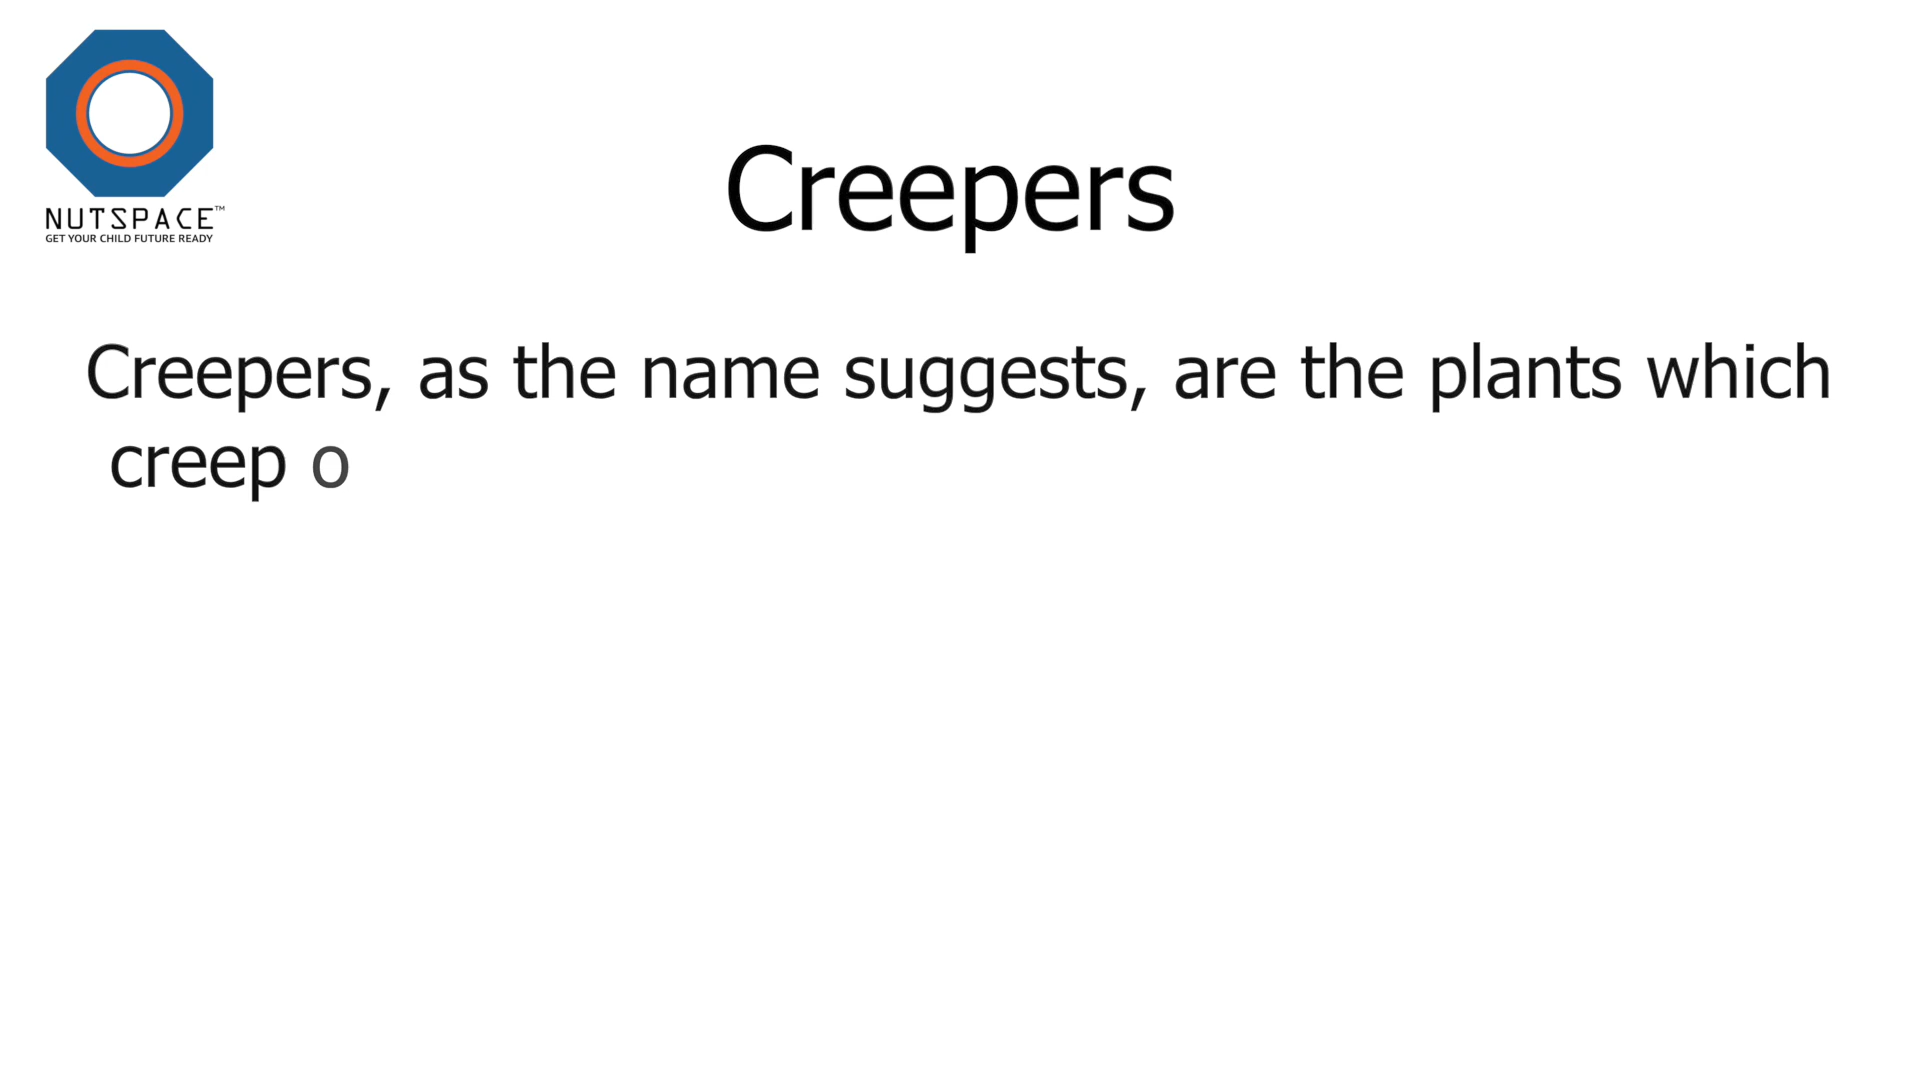 NUTSPACE™
GET YOUR CHILD FUTURE READY
Creepers
Creepers, as the name suggests, are the plants which
creep o